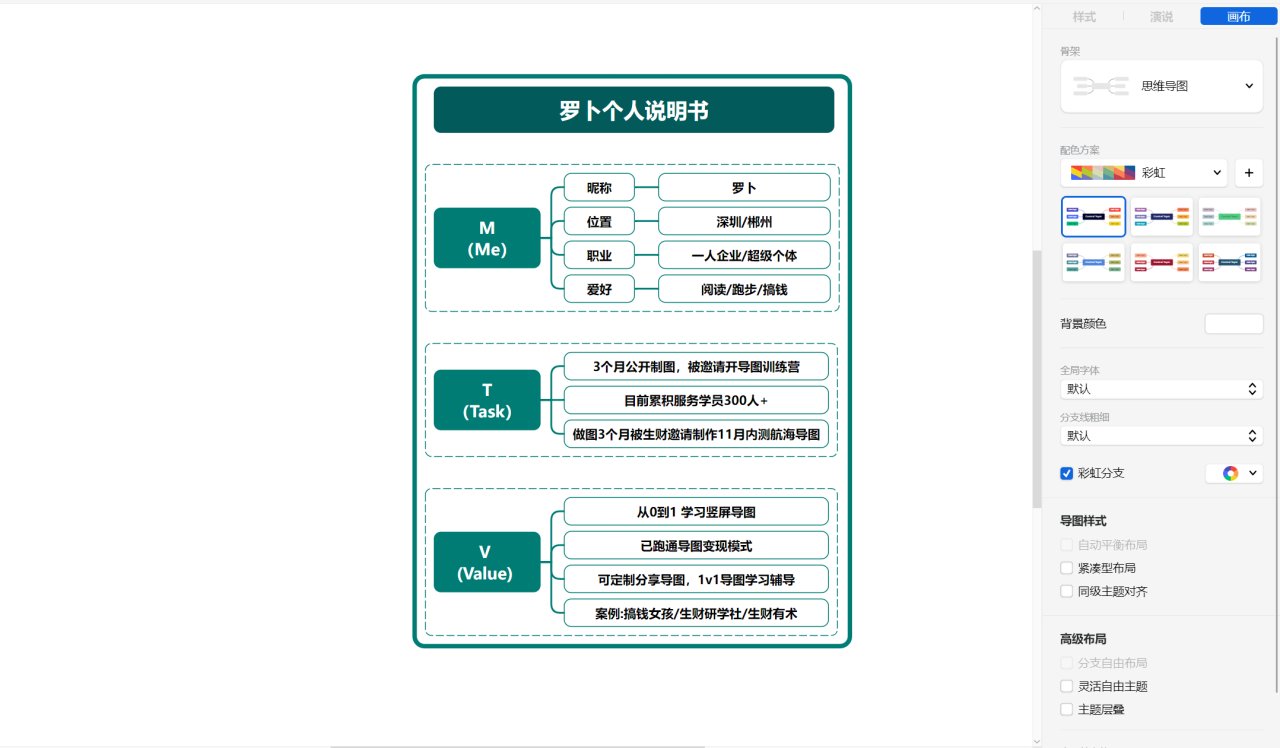 样式
演说
画布
骨架
思维导图
配色方案
彩虹
背景颜色
全局字体
默认
分支线粗细
默认
彩虹分支
导图样式
自动平衡布局
紧凑型布局
同级主题对齐
高级布局
分支自由布局
灵活自由主题
主题层叠
罗卜个人说明书
M
(Me)
昵称
罗卜
位置
深圳/郴州
职业
一人企业/超级个体
爱好
阅读/跑步/搞钱
T
(Task)
3个月公开制图，被邀请开导图训练营
目前累积服务学员300人+
做图3个月被生财邀请制作11月内测航海导图
V
(Value)
从0到1 学习竖屏导图
已跑通导图变现模式
可定制分享导图，1v1导图学习辅导
案例:搞钱女孩/生财研学社/生财有术